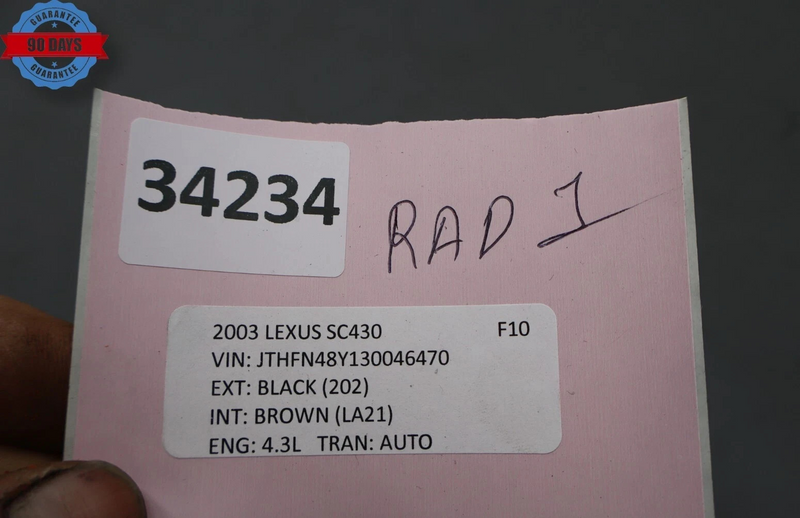 GUARANTEE
90 DAYS
GUARANTEE
34234
RAD 1
2003 LEXUS SC430 F10
VIN: JTHFN48Y130046470
EXT: BLACK (202)
INT: BROWN (LA21)
ENG: 4.3L TRAN: AUTO